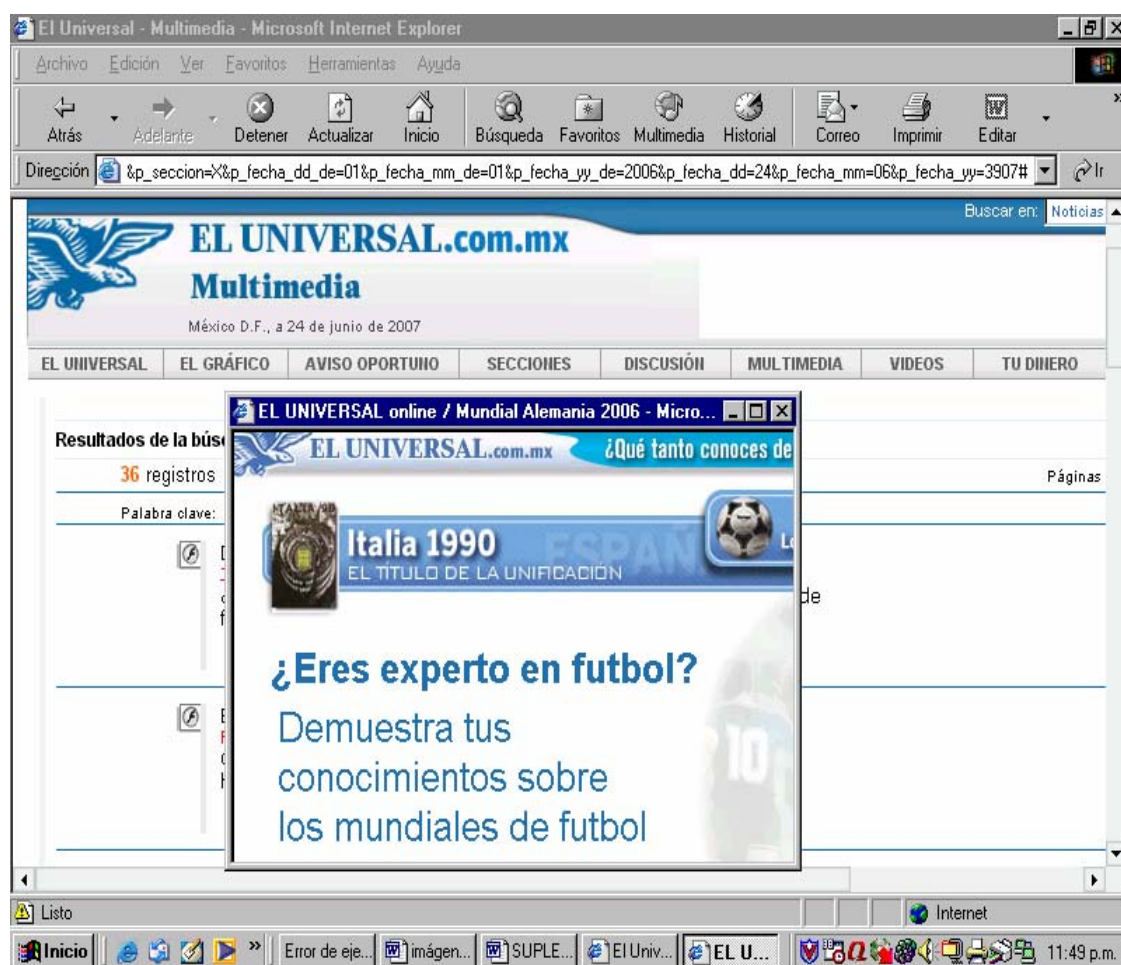 El Universal - Multimedia - Microsoft Internet Explorer
Archivo Edición Ver Favoritos Herramientas Ayuda
Atrás Adelante Detener Actualizar Inicio Búsqueda Favoritos Multimedia Historial Correo Imprimir Editar
Dirección &p_seccion=X&p_fecha_dd_de=01&p_fecha_mm_de=01&p_fecha_yy_de=2006&p_fecha_dd=24&p_fecha_mm=06&p_fecha_yy=3907# Ir
Buscar en: Noticias
EL UNIVERSAL.com.mx
Multimedia
México D.F., a 24 de junio de 2007
EL UNIVERSAL EL GRÁFICO AVISO OPORTUNO SECCIONES DISCUSIÓN MULTIMEDIA VIDEOS TU DINERO
EL UNIVERSAL online / Mundial Alemania 2006 - Micro...
Resultados de la
EL UNIVERSAL.com.mx ¿Qué tanto conoces de
36 registros
Páginas
Palabra clave:
ITALIA '90
Italia 1990
EL TÍTULO DE LA UNIFICACIÓN
de
¿Eres experto en futbol?
Demuestra tus
conocimientos sobre
los mundiales de futbol
10
Listo Internet
Inicio Error de eje... imágen... SUPLE... El Univ... EL U... 11:49 p.m.